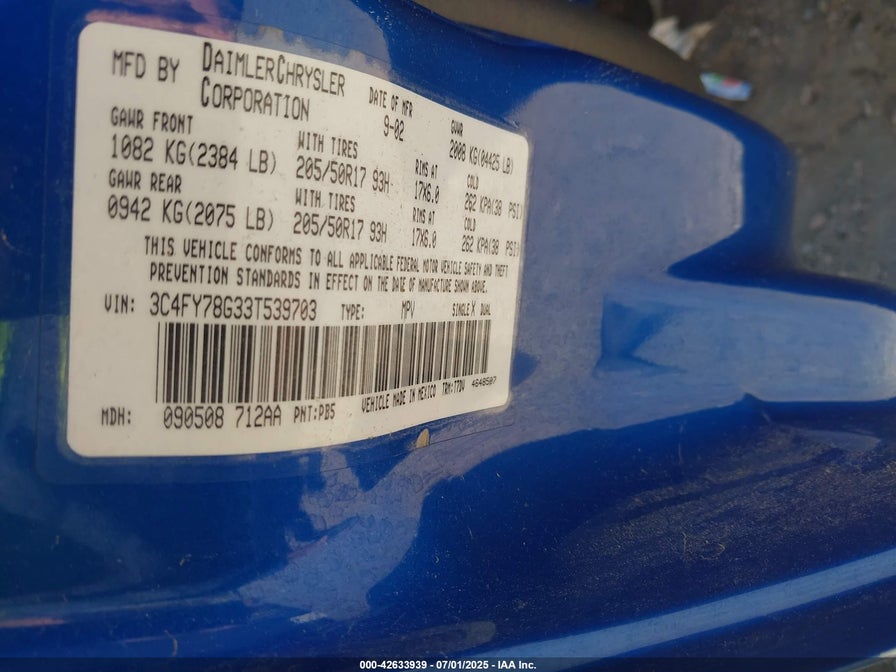 MFD BY DAIMLERCHRYSLER CORPORATION
DATE OF MFR 9-02
GVWR 2008 KG(04425 LB)
GAWR FRONT 1082 KG(2384 LB)
WITH TIRES 205/50R17 93H
RIMS AT 17X6.0
COLD 262 KPA(38 PSI)
GAWR REAR 0942 KG(2075 LB)
WITH TIRES 205/50R17 93H
RIMS AT 17X6.0
COLD 262 KPA(38 PSI)
THIS VEHICLE CONFORMS TO ALL APPLICABLE FEDERAL MOTOR VEHICLE SAFETY AND THEFT
PREVENTION STANDARDS IN EFFECT ON THE DATE OF MANUFACTURE SHOWN ABOVE.
VIN: 3C4FY78G33T539703 TYPE: MPV SINGLE X DUAL
MDH: 090508 712AA PNT:PB5 VEHICLE MADE IN MEXICO TRM:T7DV 4648507
000-42633939 - 07/01/2025 - IAA Inc.